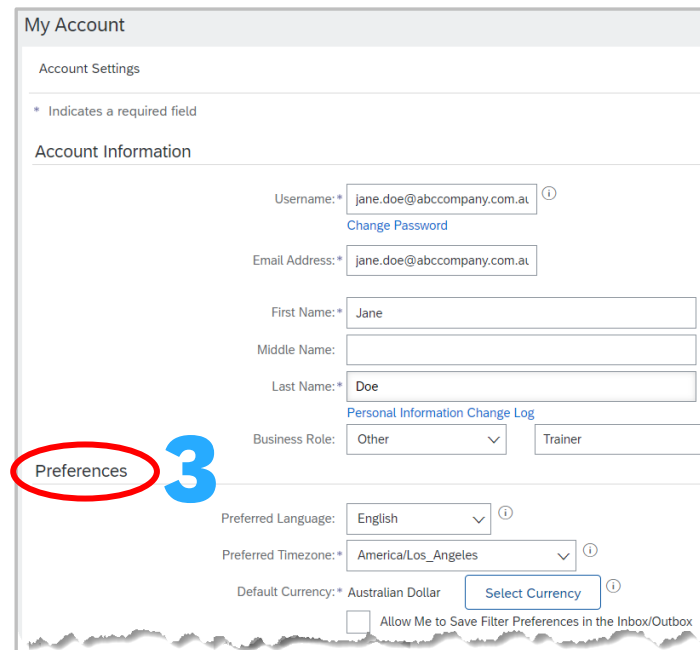 My Account
Account Settings
* Indicates a required field
Account Information
Username:* jane.doe@abccompany.com.au
Change Password
Email Address:* jane.doe@abccompany.com.au
First Name:* Jane
Middle Name:
Last Name:* Doe
Personal Information Change Log
Business Role: Other Trainer
Preferences 3
Preferred Language: English
Preferred Timezone:* America/Los_Angeles
Default Currency:* Australian Dollar Select Currency
Allow Me to Save Filter Preferences in the Inbox/Outbox